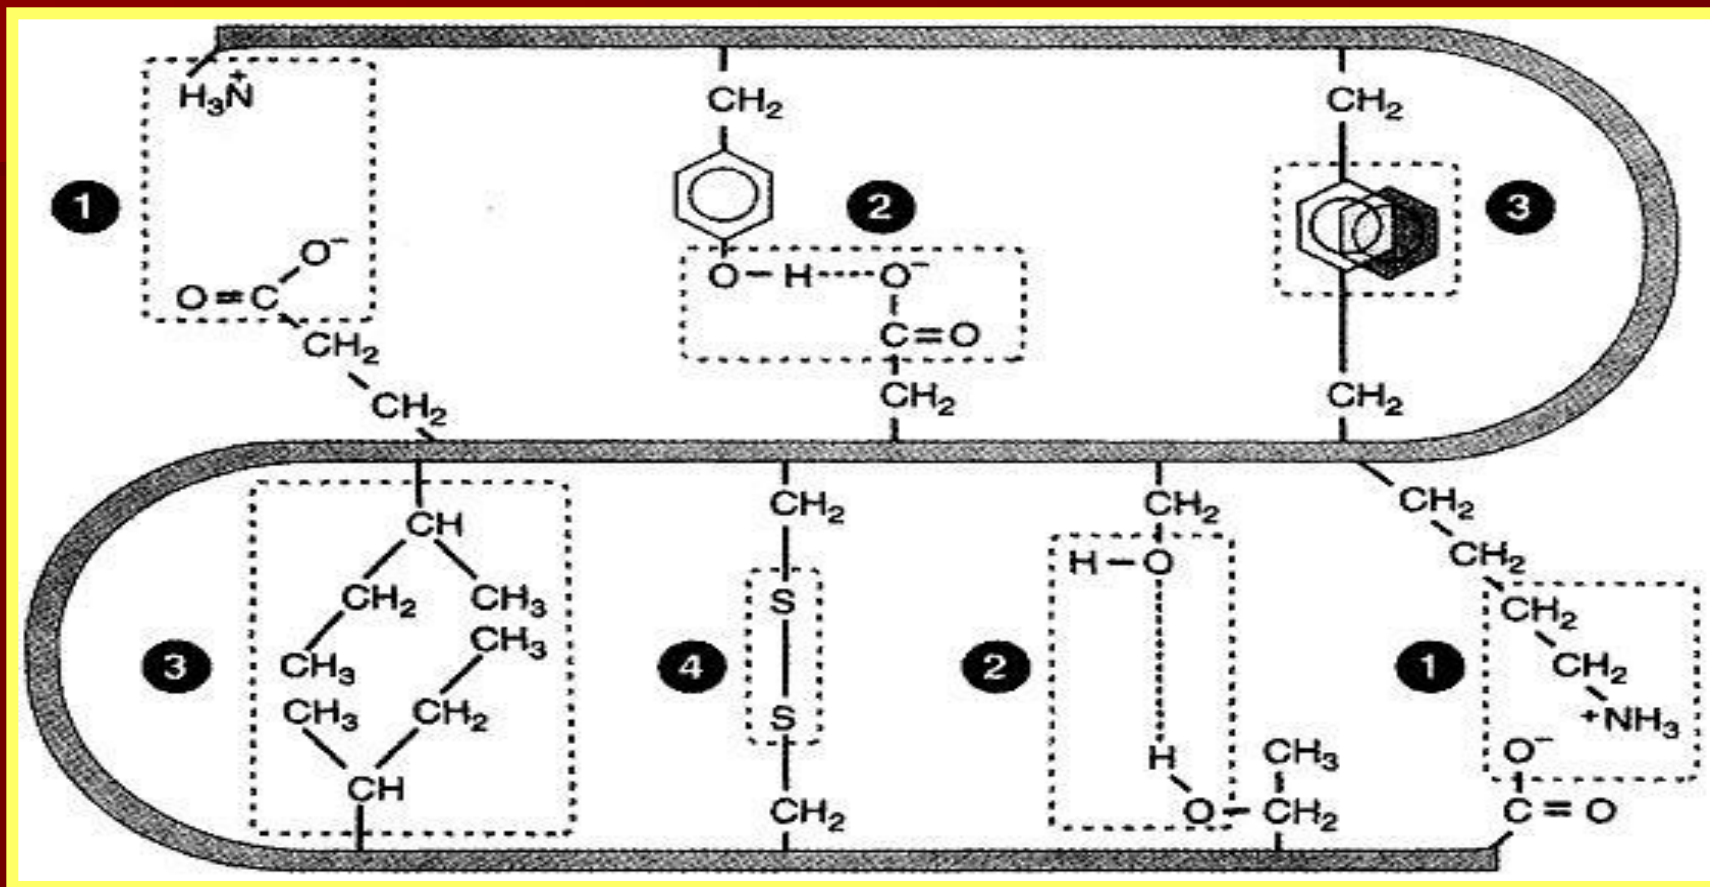 H₃N⁺
CH₂
CH₂
1
2
3
O⁻
O=C
O—H-----O⁻
C=O
CH₂
CH₂
CH₂
CH₂
CH₂
CH₂
CH₂
CH
H—O
CH₂
CH₂
CH₃
S
CH₂
CH₃
3
4
2
1
CH₃
CH₂
CH₃
CH₂
S
⁺NH₃
H
CH₃
O⁻
CH
CH₂
O—CH₂
C=O